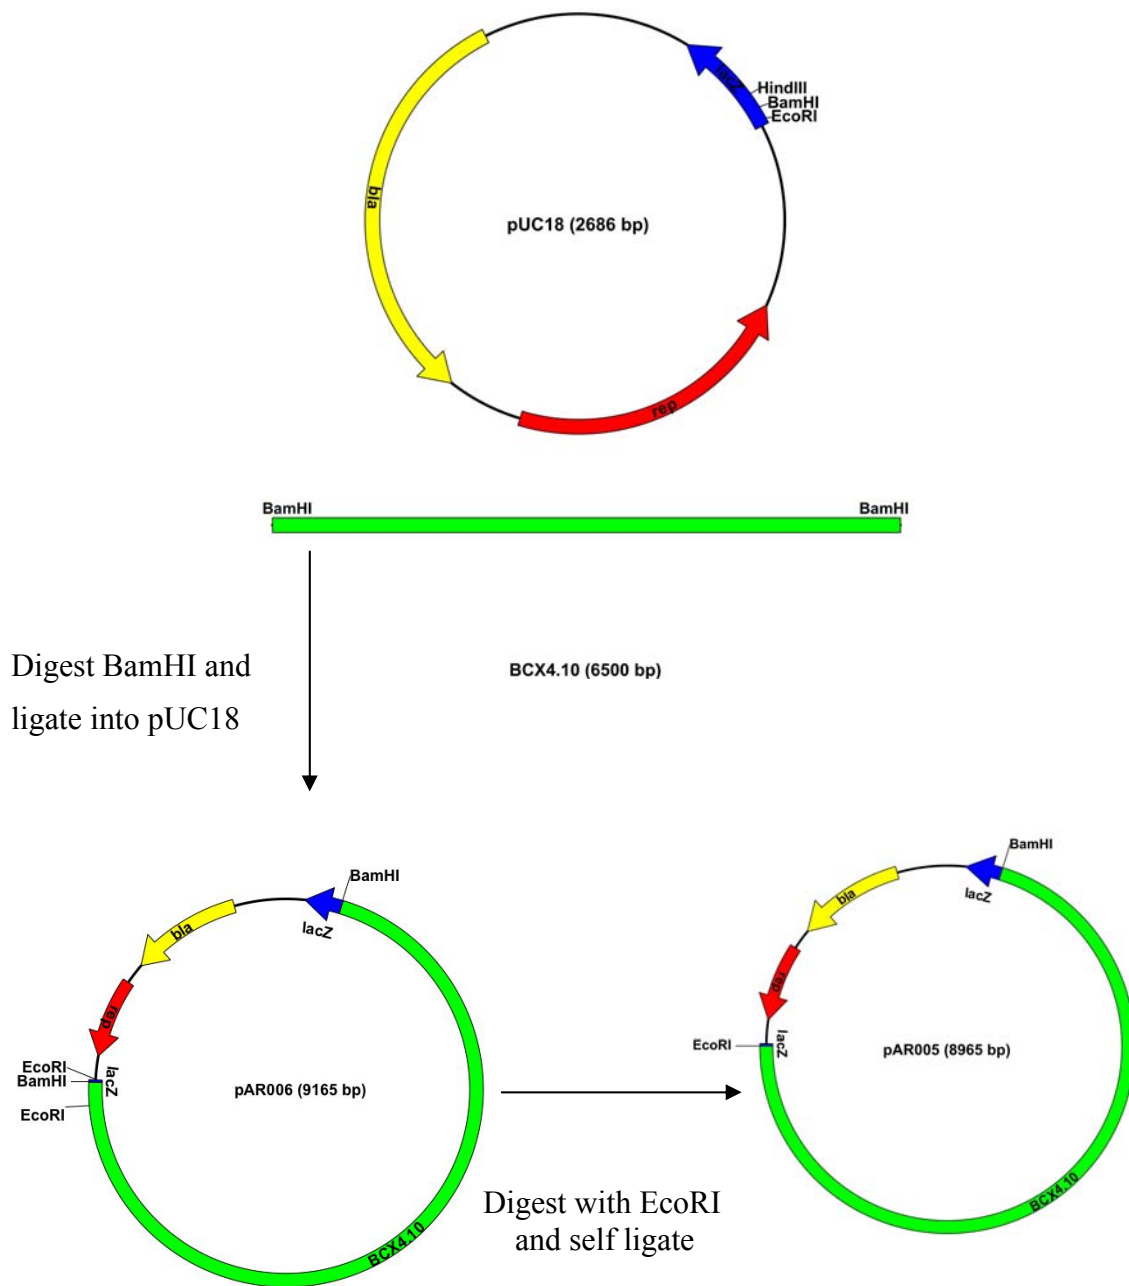 lacZ
HindIII
BamHI
EcoRI
bla
pUC18 (2686 bp)
rep
BamHI
BamHI
Digest BamHI and
ligate into pUC18
BCX4.10 (6500 bp)
BamHI
lacZ
bla
rep
EcoRI
BamHI
EcoRI
lacZ
pAR006 (9165 bp)
BCX4.10
BamHI
lacZ
bla
rep
EcoRI
lacZ
pAR005 (8965 bp)
BCX4.10
Digest with EcoRI
and self ligate